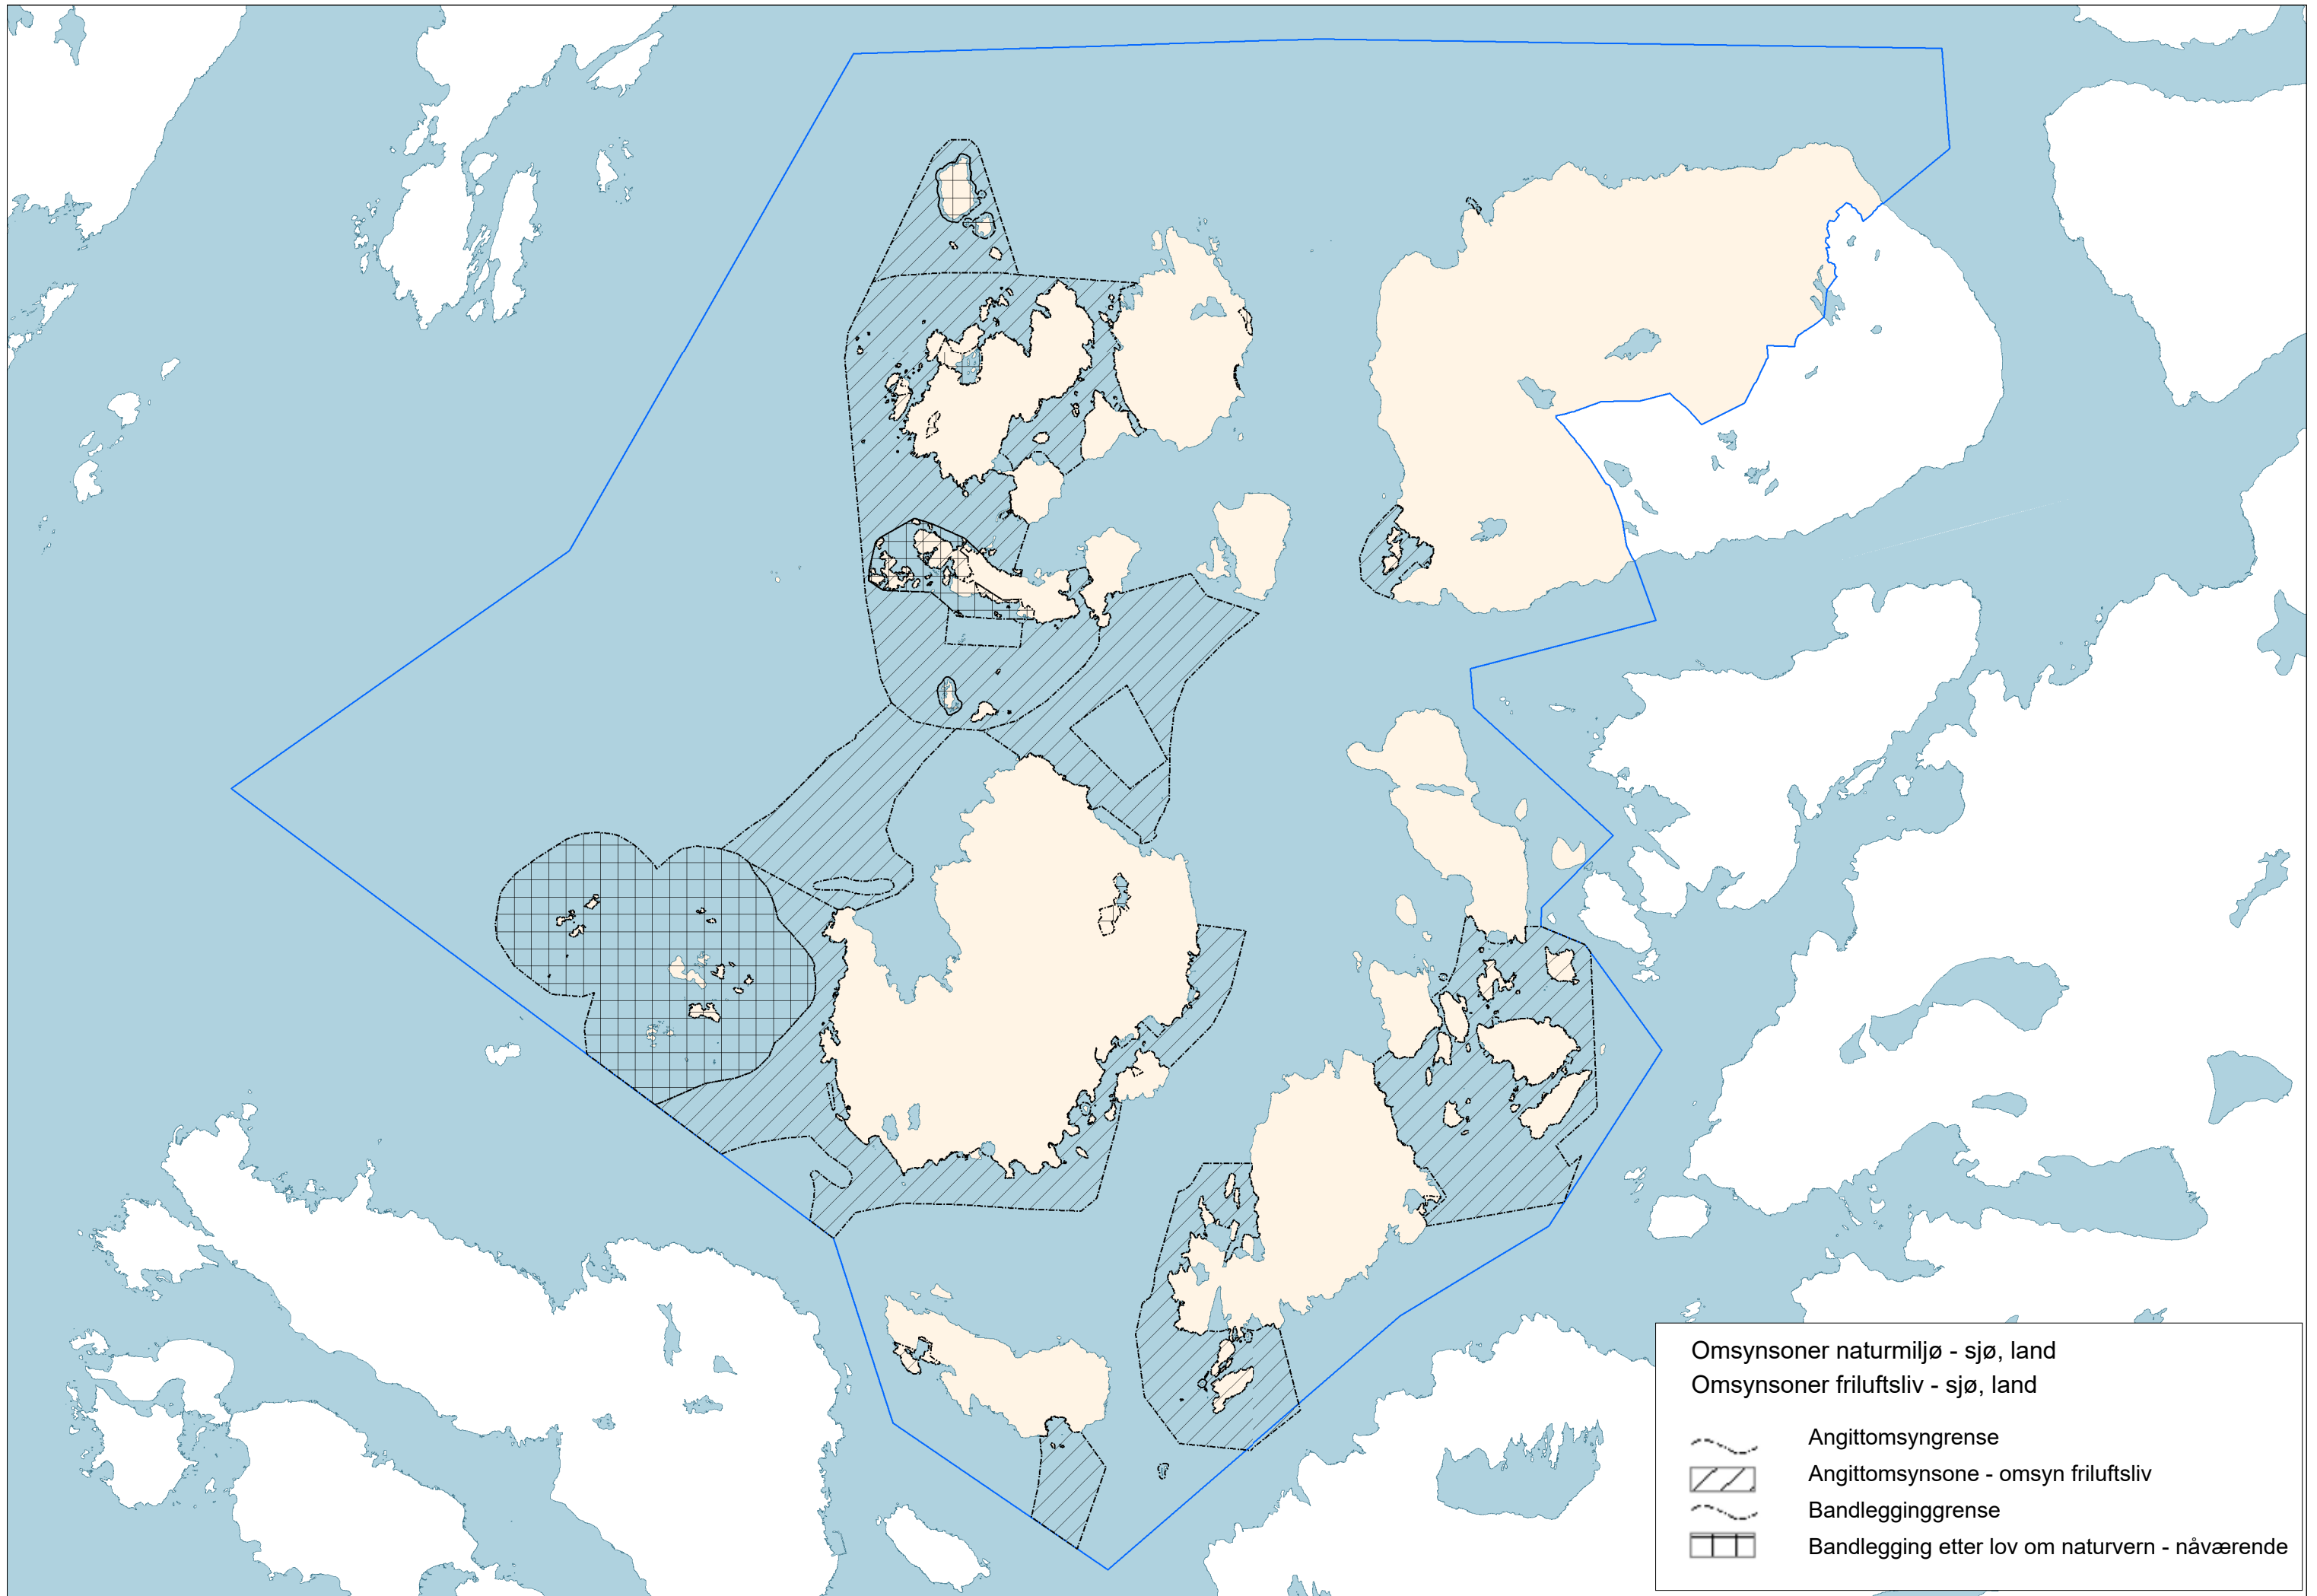 Omsynsoner naturmiljø - sjø, land
Omsynsoner friluftsliv - sjø, land
Angittomsyngrense
Angittomsynsone - omsyn friluftsliv
Bandlegginggrense
Bandlegging etter lov om naturvern - nåværende